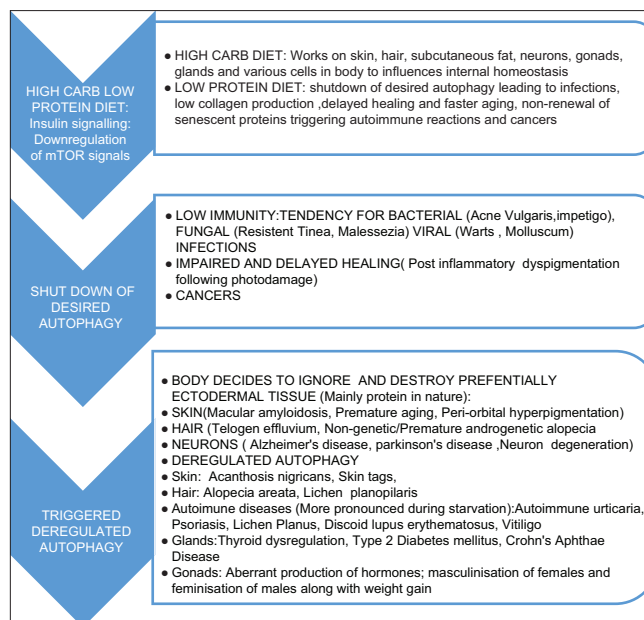 HIGH CARB LOW
PROTEIN DIET:
Insulin signalling:
Downregulation
of mTOR signals
● HIGH CARB DIET: Works on skin, hair, subcutaneous fat, neurons, gonads,
glands and various cells in body to influences internal homeostasis
● LOW PROTEIN DIET: shutdown of desired autophagy leading to infections,
low collagen production ,delayed healing and faster aging, non-renewal of
senescent proteins triggering autoimmune reactions and cancers
SHUT DOWN OF
DESIRED
AUTOPHAGY
● LOW IMMUNITY:TENDENCY FOR BACTERIAL (Acne Vulgaris,impetigo),
FUNGAL (Resistent Tinea, Malessezia) VIRAL (Warts , Molluscum)
INFECTIONS
● IMPAIRED AND DELAYED HEALING( Post inflammatory dyspigmentation
following photodamage)
● CANCERS
TRIGGERED
DEREGULATED
AUTOPHAGY
● BODY DECIDES TO IGNORE AND DESTROY PREFENTIALLY
ECTODERMAL TISSUE (Mainly protein in nature):
● SKIN(Macular amyloidosis, Premature aging, Peri-orbital hyperpigmentation)
● HAIR (Telogen effluvium, Non-genetic/Premature androgenetic alopecia
● NEURONS ( Alzheimer's disease, parkinson's disease ,Neuron degeneration)
● DEREGULATED AUTOPHAGY
● Skin: Acanthosis nigricans, Skin tags,
● Hair: Alopecia areata, Lichen planopilaris
● Autoimune diseases (More pronounced during starvation):Autoimmune urticaria,
Psoriasis, Lichen Planus, Discoid lupus erythematosus, Vitiligo
● Glands:Thyroid dysregulation, Type 2 Diabetes mellitus, Crohn's Aphthae
Disease
● Gonads: Aberrant production of hormones; masculinisation of females and
feminisation of males along with weight gain